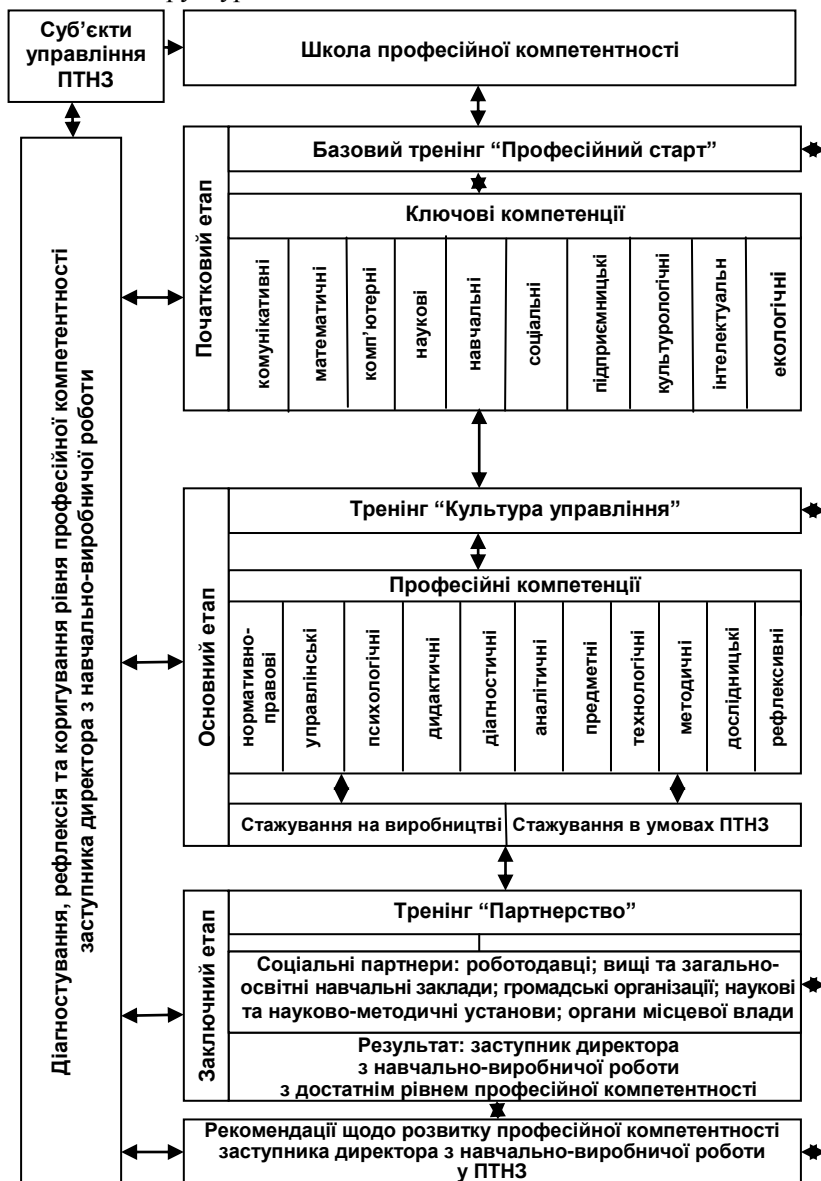 Суб’єкти
управління
ПТНЗ
Школа професійної компетентності
Діагностування, рефлексія та коригування рівня професійної компетентності
заступника директора з навчально-виробничої роботи
Початковий етап
Базовий тренінг “Професійний старт”
Ключові компетенції
комунікативні
математичні
комп’ютерні
наукові
навчальні
соціальні
підприємницькі
культурологічні
інтелектуальн
екологічні
Основний етап
Тренінг “Культура управління”
Професійні компетенції
нормативно-
правові
управлінські
психологічні
дидактичні
діагностичні
аналітичні
предметні
технологічні
методичні
дослідницькі
рефлексивні
Стажування на виробництві
Стажування в умовах ПТНЗ
Заключний етап
Тренінг “Партнерство”
Соціальні партнери: роботодавці; вищі та загально-
освітні навчальні заклади; громадські організації; наукові
та науково-методичні установи; органи місцевої влади
Результат: заступник директора
з навчально-виробничої роботи
з достатнім рівнем професійної компетентності
Рекомендації щодо розвитку професійної компетентності
заступника директора з навчально-виробничої роботи
у ПТНЗ